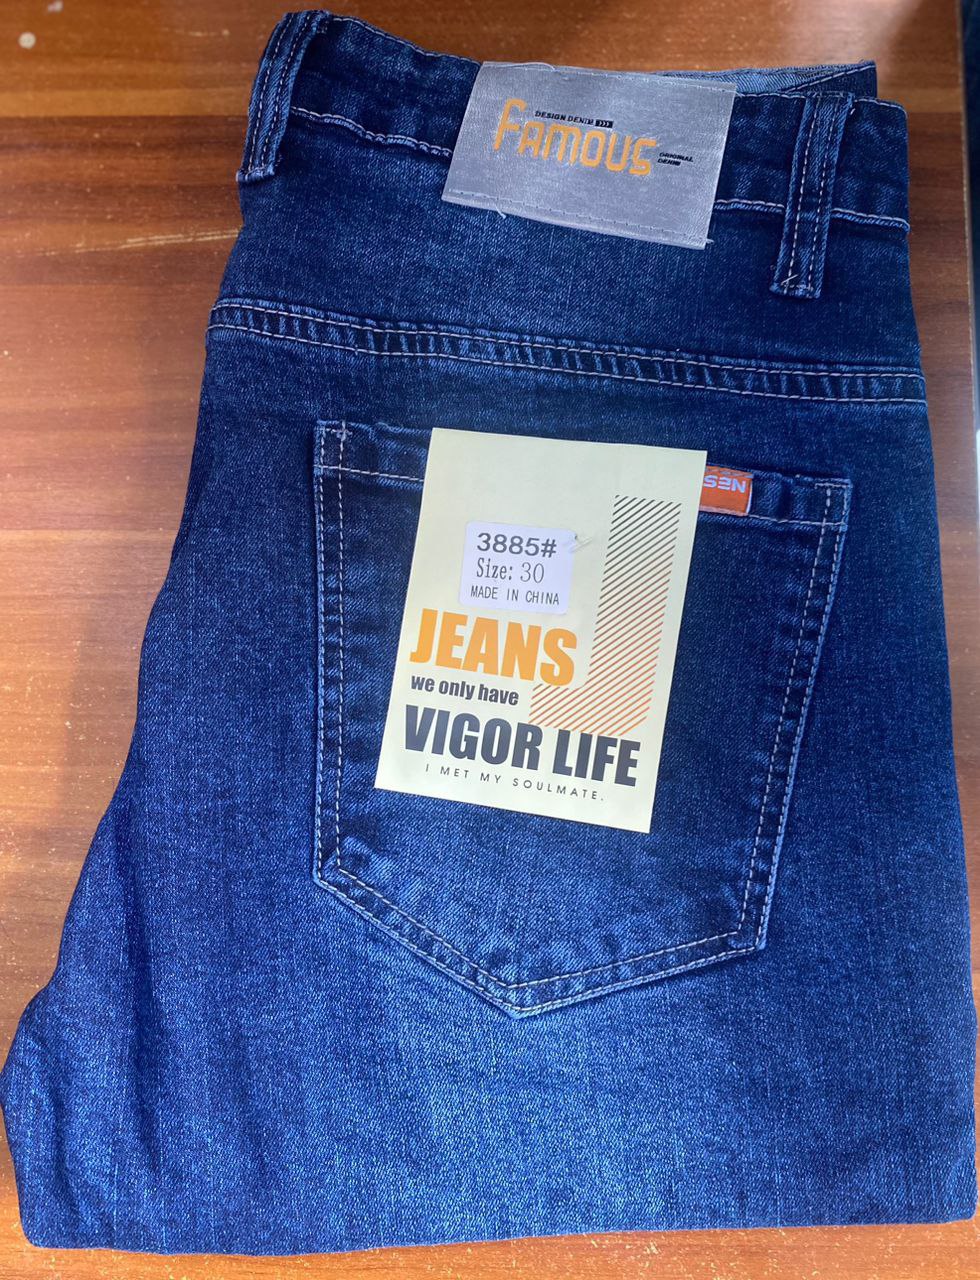 DESIGN DENIM >>>
FAMOUS
ORIGINAL
DENIM
SEN
3885#
Size: 30
MADE IN CHINA
JEANS
we only have
VIGOR LIFE
I MET MY SOULMATE.